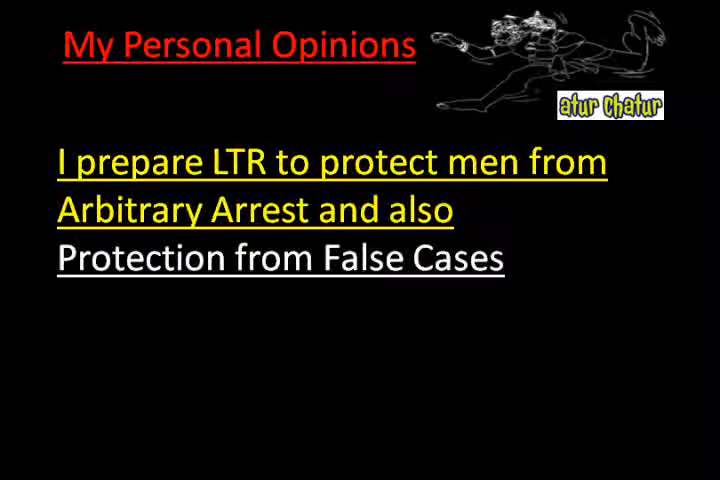 My Personal Opinions
atur chatur
I prepare LTR to protect men from
Arbitrary Arrest and also
Protection from False Cases